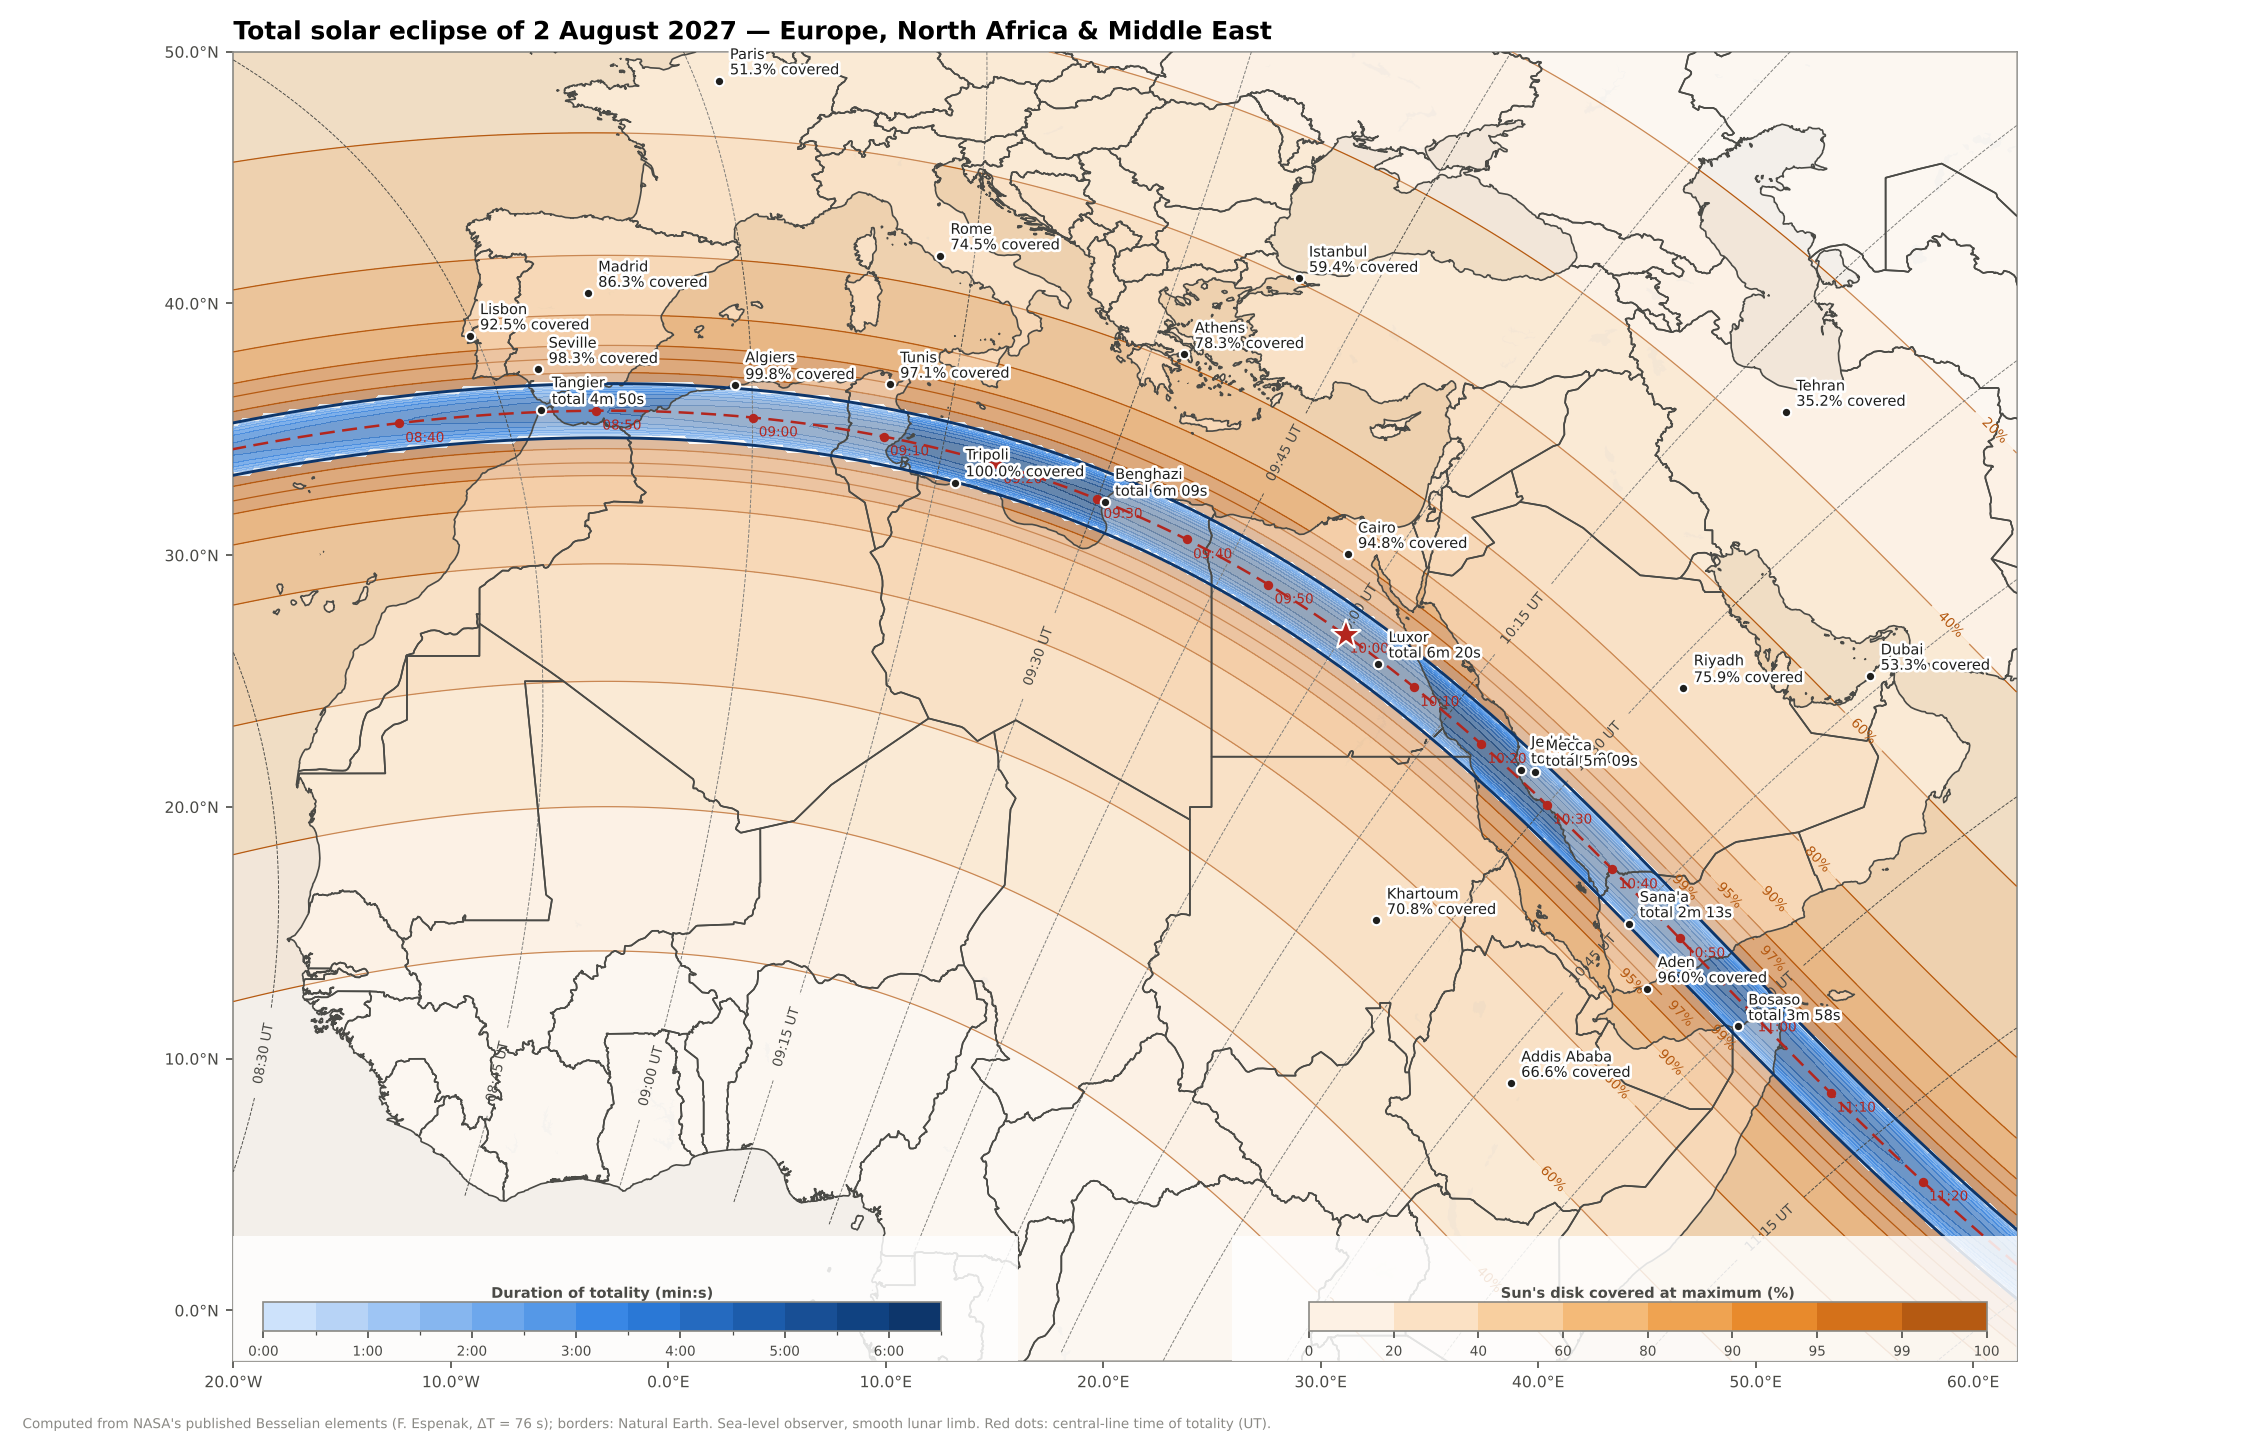 Total solar eclipse of 2 August 2027 — Europe, North Africa & Middle East
50.0°N
40.0°N
30.0°N
20.0°N
10.0°N
0.0°N
Paris
51.3% covered
Rome
74.5% covered
Istanbul
59.4% covered
Madrid
86.3% covered
Lisbon
92.5% covered
Seville
98.3% covered
Athens
78.3% covered
Algiers
99.8% covered
Tunis
97.1% covered
Tehran
35.2% covered
Tangier
total 4m 50s
08:40
08:50
09:00
09:10
Tripoli
100.0% covered
Benghazi
total 6m 09s
09:30
09:40
09:50
Cairo
94.8% covered
10:00
Luxor
total 6m 20s
10:10
Riyadh
75.9% covered
Dubai
53.3% covered
10:20
Mecca
total 5m 09s
10:30
10:40
Khartoum
70.8% covered
Sana'a
total 2m 13s
Aden
96.0% covered
Bosaso
total 3m 58s
11:00
Addis Ababa
66.6% covered
11:10
11:20
20%
40%
60%
80%
90%
95%
99%
97%
95%
97%
99%
90%
60%
40%
08:30 UT
08:45 UT
09:00 UT
09:15 UT
09:30 UT
09:45 UT
10:15 UT
10:45 UT
11:15 UT
Duration of totality (min:s)
0:00 1:00 2:00 3:00 4:00 5:00 6:00
Sun's disk covered at maximum (%)
0 20 40 60 80 90 95 99 100
20.0°W 10.0°W 0.0°E 10.0°E 20.0°E 30.0°E 40.0°E 50.0°E 60.0°E
Computed from NASA's published Besselian elements (F. Espenak, ΔT = 76 s); borders: Natural Earth. Sea-level observer, smooth lunar limb. Red dots: central-line time of totality (UT).